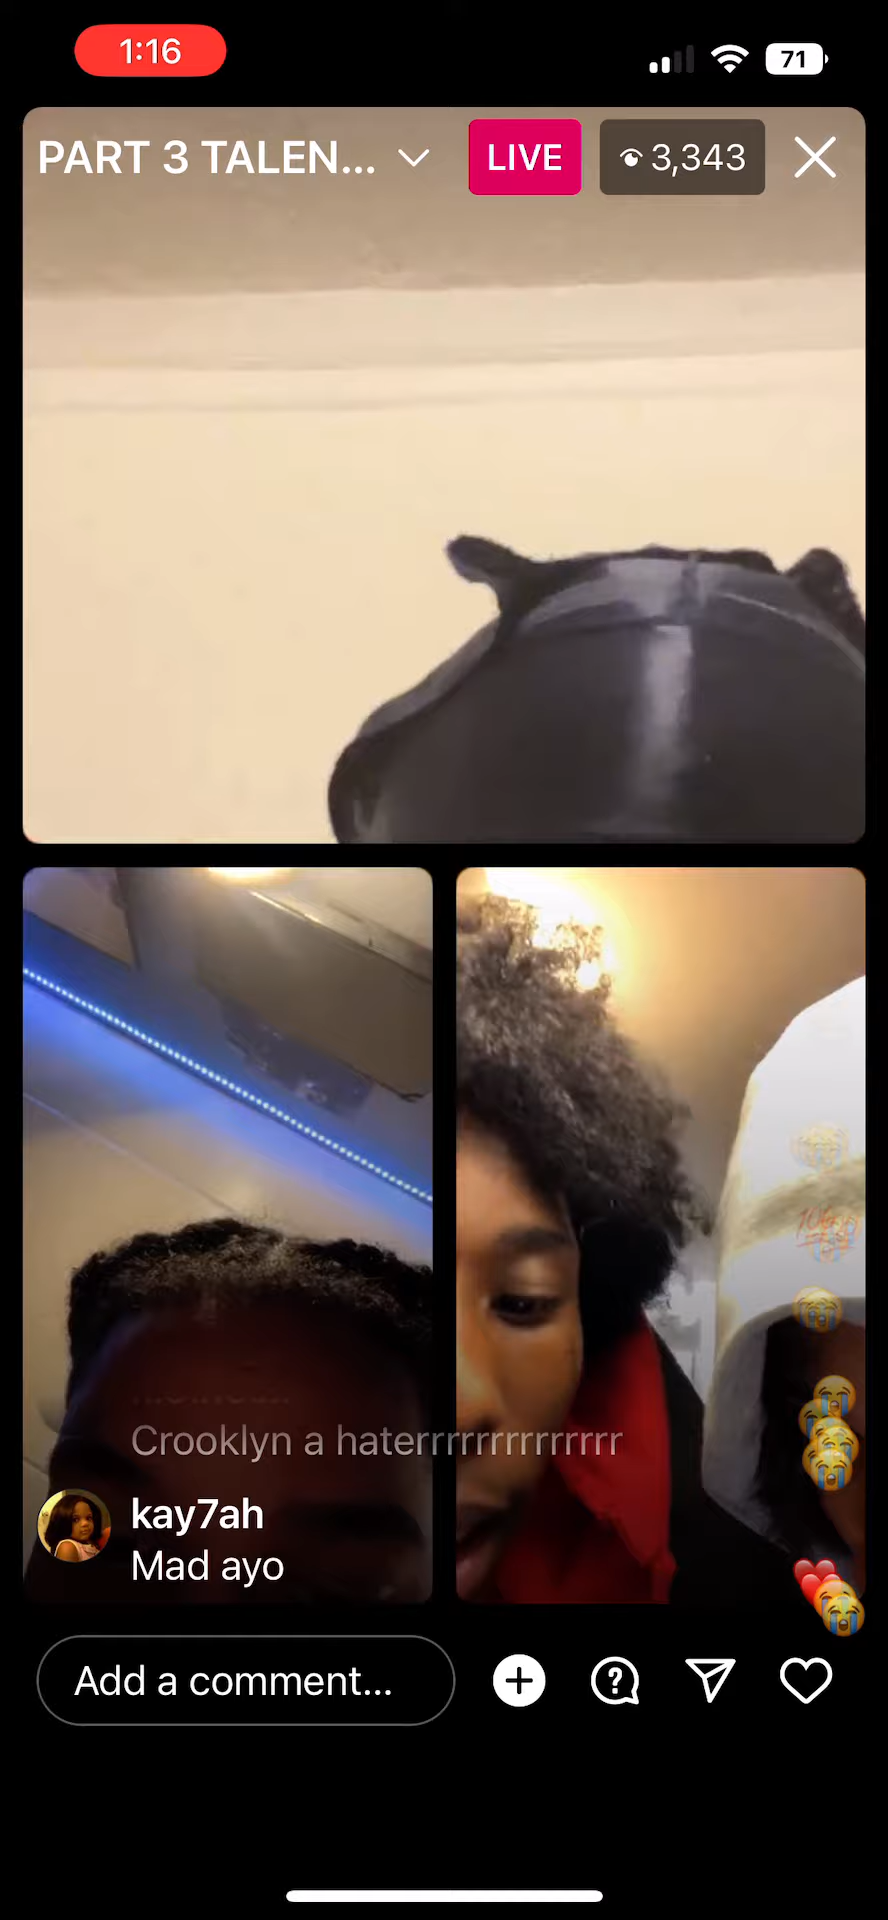 1:16
71
PART 3 TALEN...
LIVE
3,343
Crooklyn a haterrrrrrrrrrrrrr
kay7ah
Mad ayo
Add a comment...